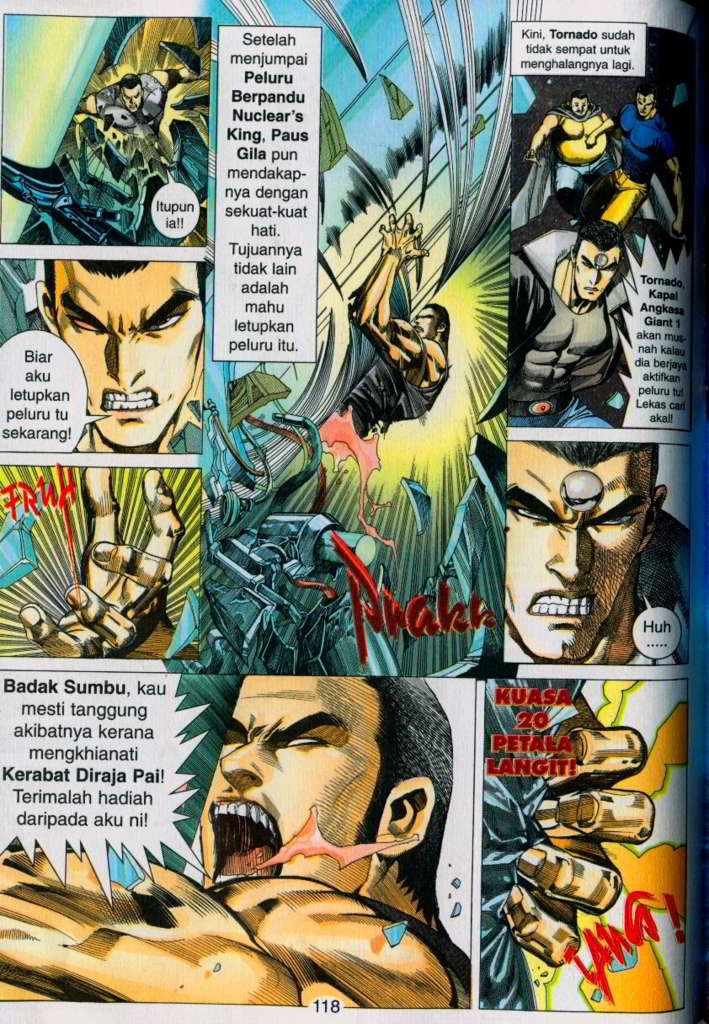 Itupun
ia!!
Biar
aku
letupkan
peluru tu
sekarang!
FRUH
Setelah
menjumpai
Peluru
Berpandu
Nuclear's
King, Paus
Gila pun
mendakap-
nya dengan
sekuat-kuat
hati.
Tujuannya
tidak lain
adalah
mahu
letupkan
peluru itu.
Kini, Tornado sudah
tidak sempat untuk
menghalangnya lagi.
Tornado,
Kapal
Angkasa
Giant 1
akan mus-
nah kalau
dia berjaya
aktifkan
peluru tu!
Lekas cari
akal!
Huh
.....
Badak Sumbu, kau
mesti tanggung
akibatnya kerana
mengkhianati
Kerabat Diraja Pai!
Terimalah hadiah
daripada aku ni!
KUASA
20
PETALA
LANGIT!
118